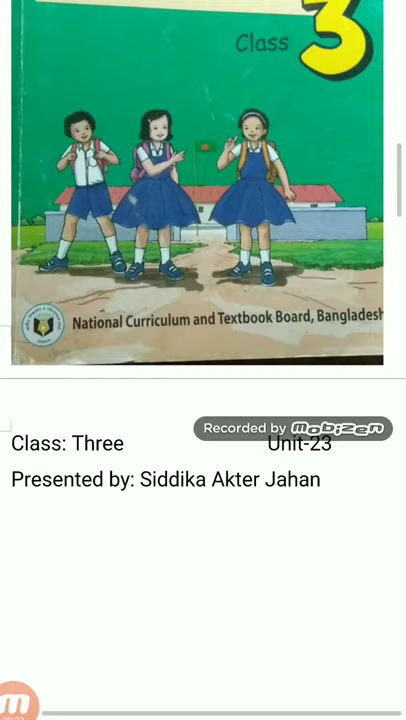 Class 3
National Curriculum and Textbook Board, Bangladesh
Recorded by mobizen
Class: Three Unit-23
Presented by: Siddika Akter Jahan